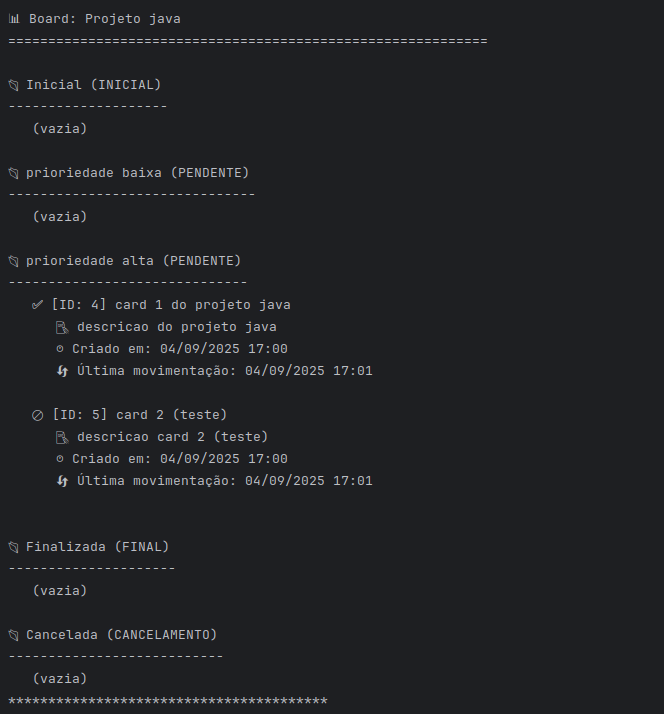 📊 Board: Projeto java
============================================================
Inicial (INICIAL)
--------------------
(vazia)
prioriedade baixa (PENDENTE)
-------------------------------
(vazia)
prioriedade alta (PENDENTE)
------------------------------
✅ [ID: 4] card 1 do projeto java
descricao do projeto java
Criado em: 04/09/2025 17:00
Última movimentação: 04/09/2025 17:01
🚫 [ID: 5] card 2 (teste)
descricao card 2 (teste)
Criado em: 04/09/2025 17:00
Última movimentação: 04/09/2025 17:01
Finalizada (FINAL)
---------------------
(vazia)
Cancelada (CANCELAMENTO)
---------------------------
(vazia)
****************************************